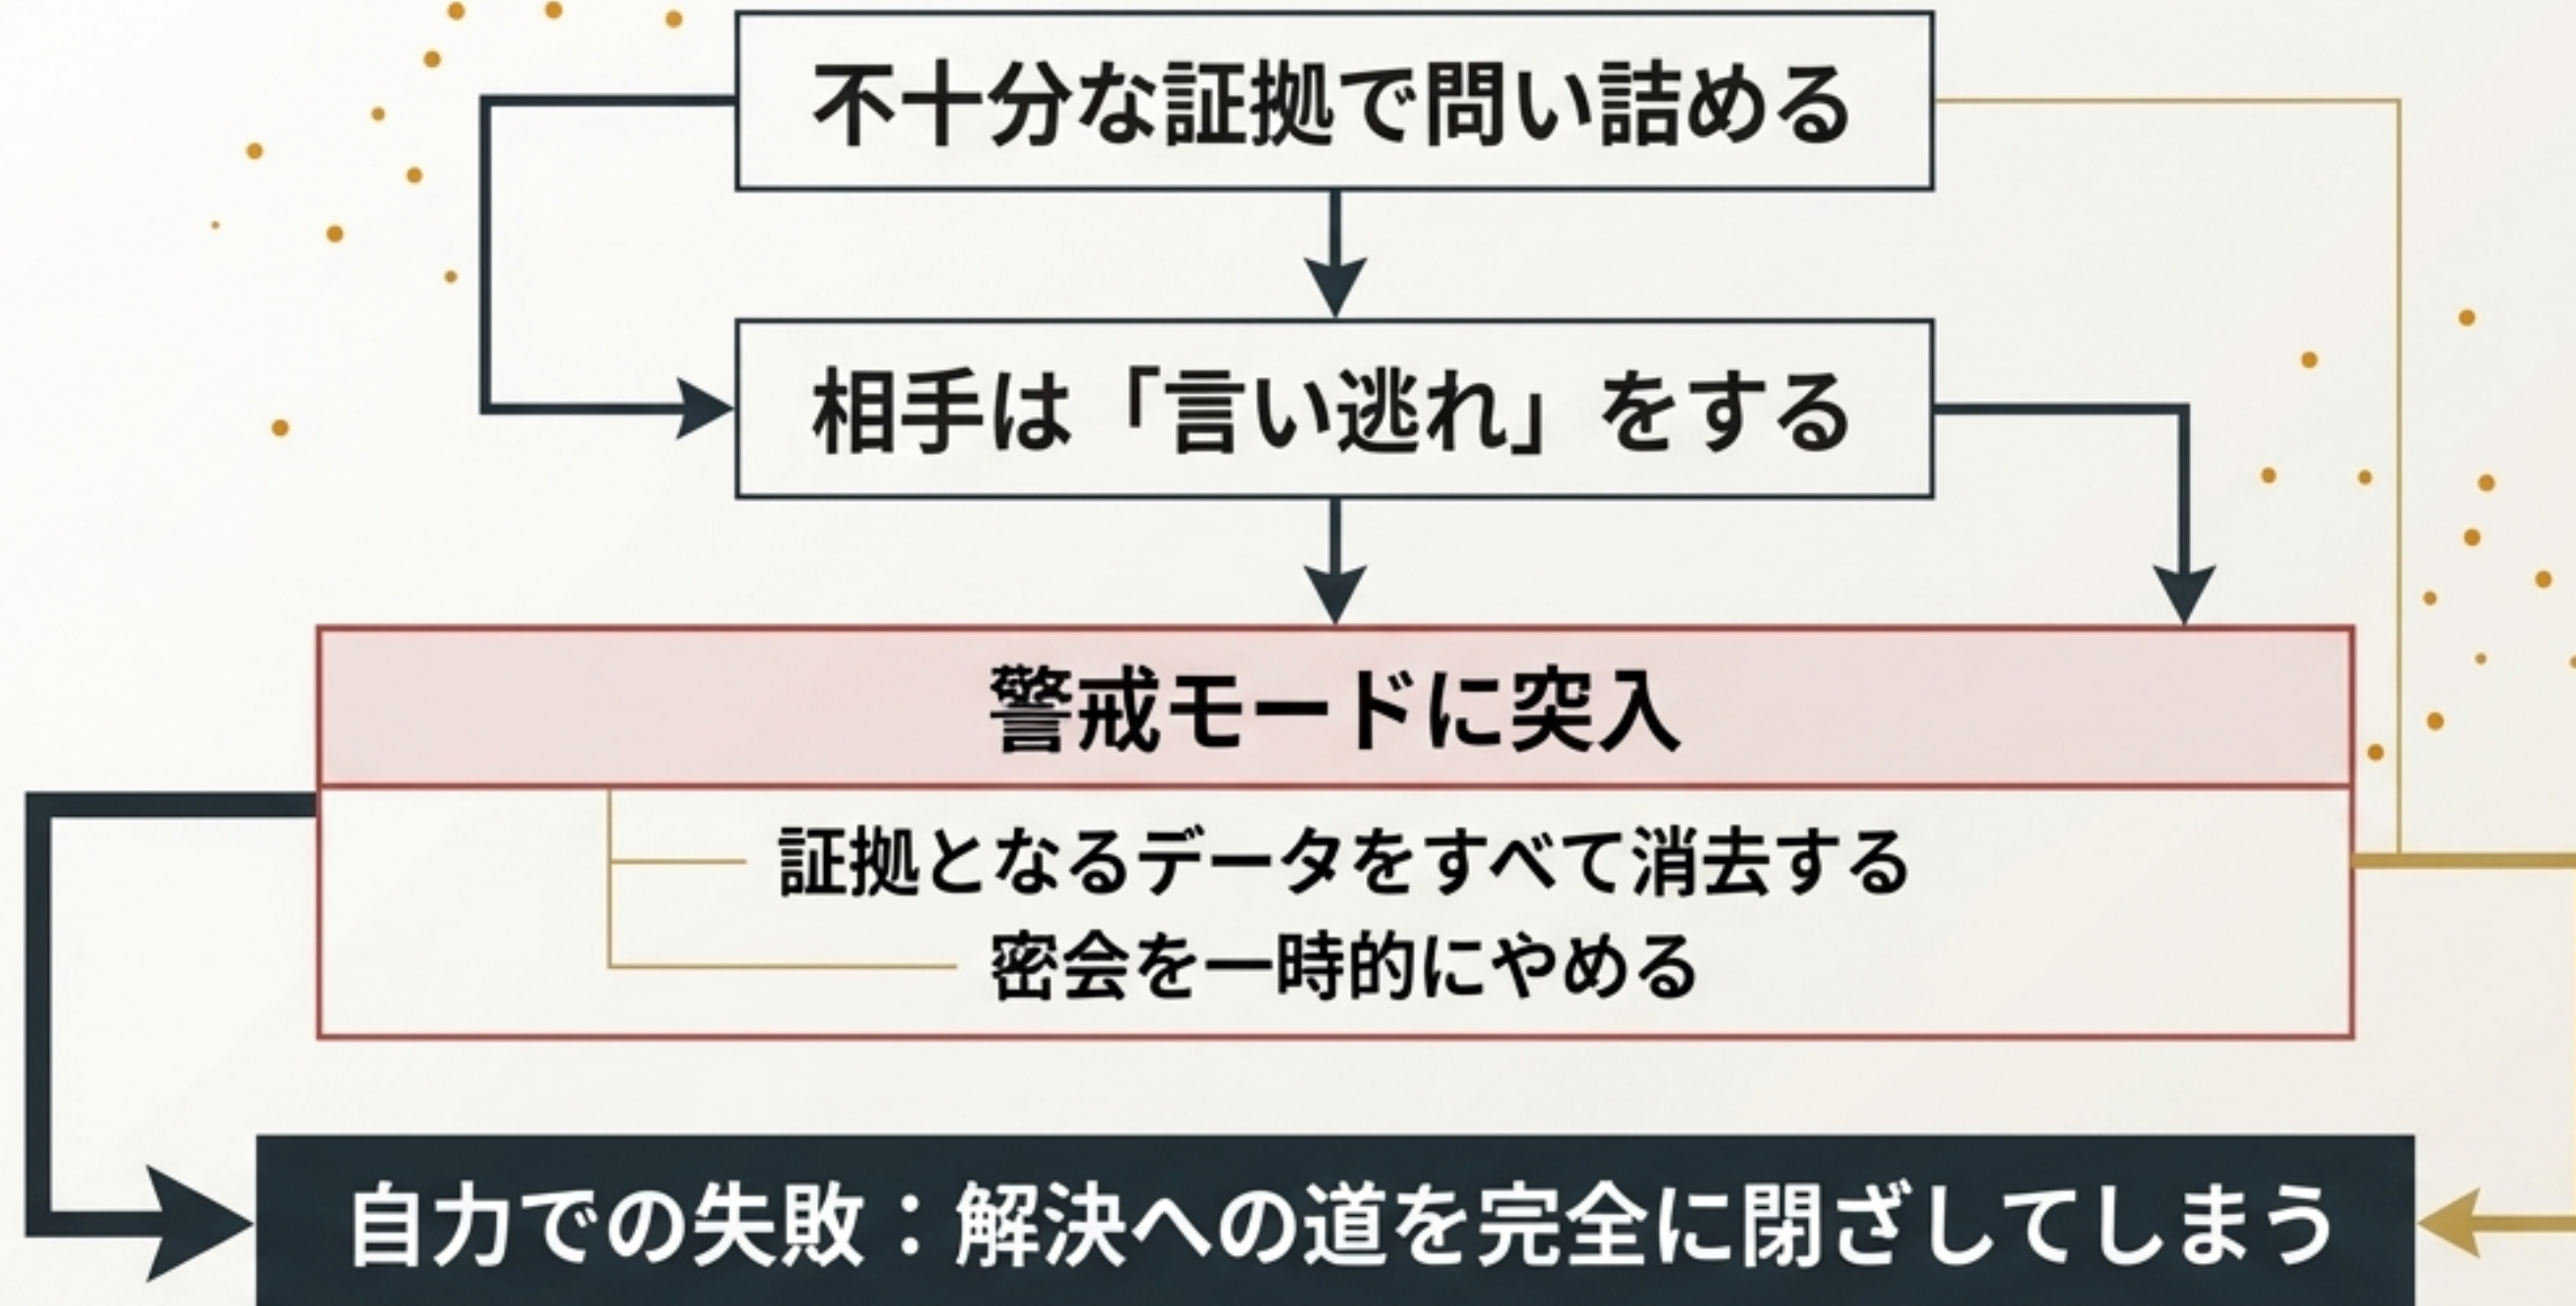 不十分な証拠で問い詰める
相手は「言い逃れ」をする
警戒モードに突入
証拠となるデータをすべて消去する
密会を一時的にやめる
自力での失敗：解決への道を完全に閉ざしてしまう